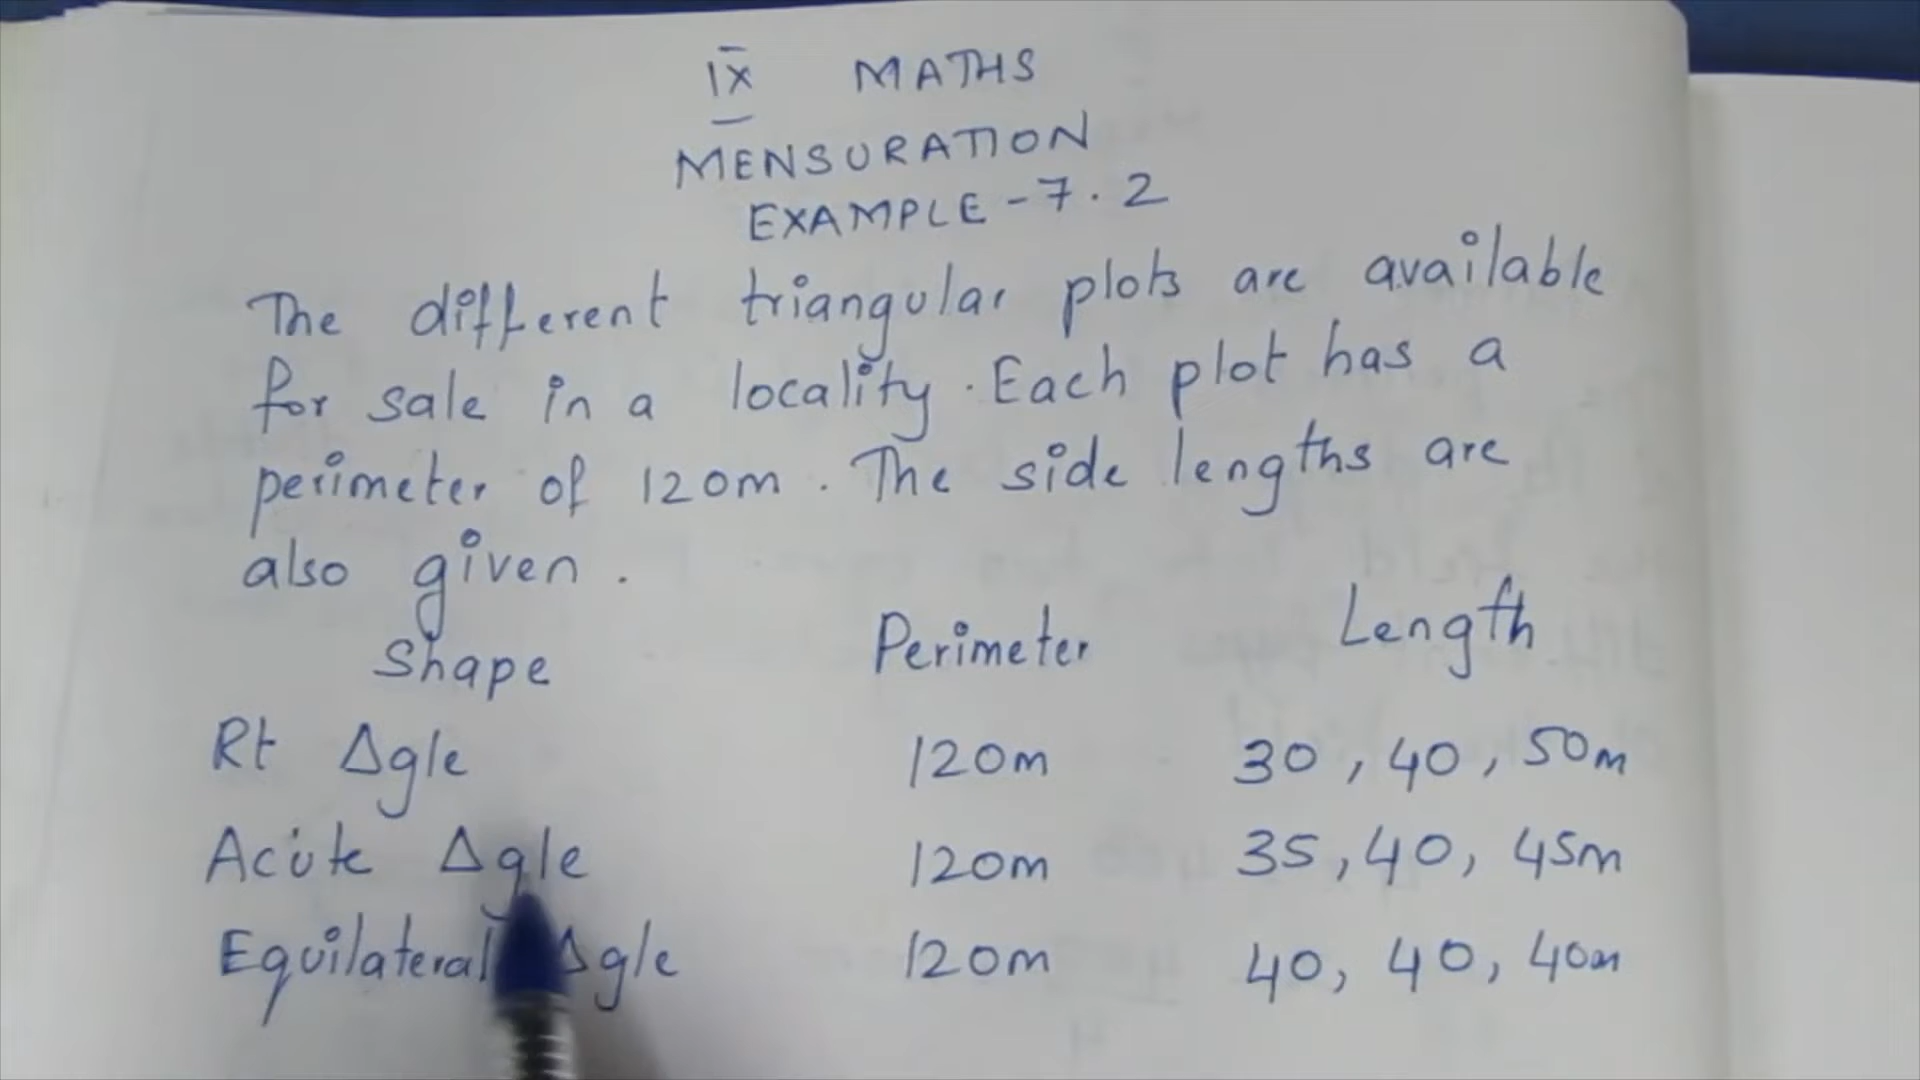 IX MATHS
MENSURATION
EXAMPLE - 7.2
The different triangular plots are available
for sale in a locality. Each plot has a
perimeter of 120m. The side lengths are
also given.
Shape Perimeter Length
Rt Δgle 120m 30, 40, 50m
Acute Δgle 120m 35, 40, 45m
Equilateral Δgle 120m 40, 40, 40m